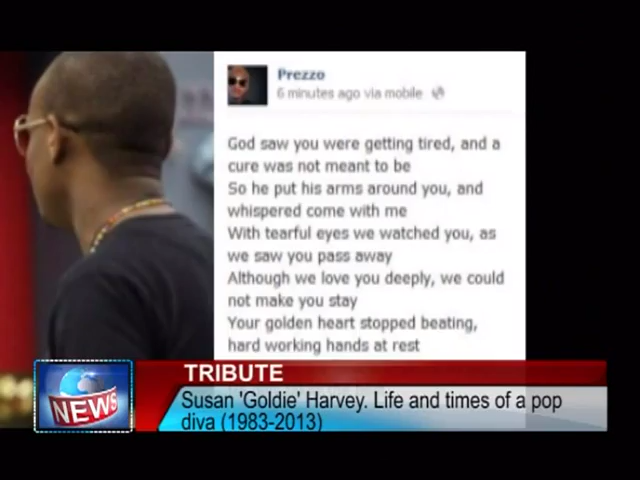 Prezzo
6 minutes ago via mobile
God saw you were getting tired, and a
cure was not meant to be
So he put his arms around you, and
whispered come with me
With tearful eyes we watched you, as
we saw you pass away
Although we love you deeply, we could
not make you stay
Your golden heart stopped beating,
hard working hands at rest
NEWS
TRIBUTE
Susan 'Goldie' Harvey. Life and times of a pop
diva (1983-2013)